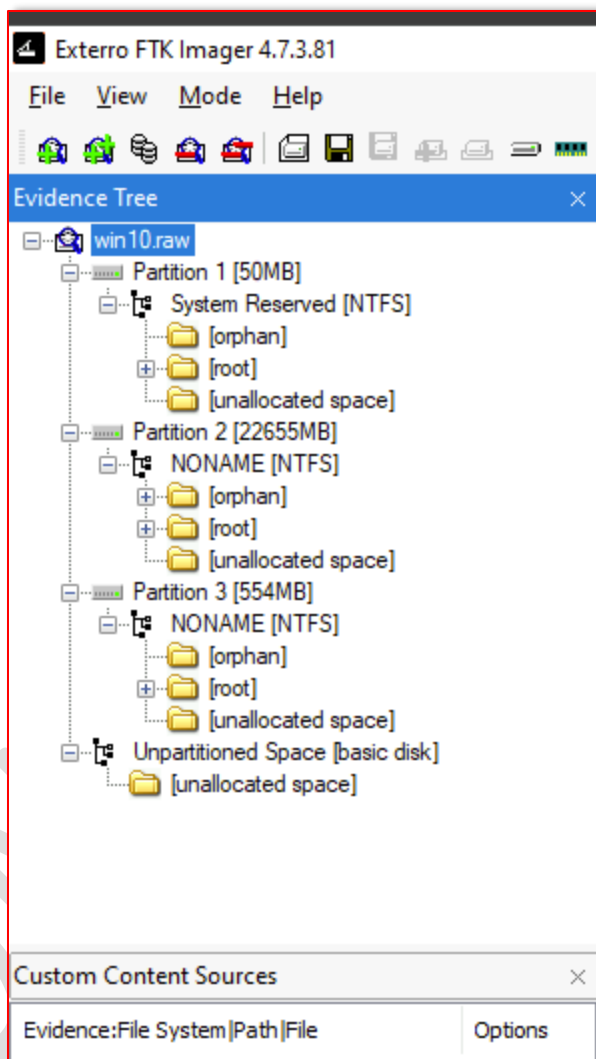 Exterro FTK Imager 4.7.3.81
File View Mode Help
Evidence Tree
win10.raw
Partition 1 [50MB]
System Reserved [NTFS]
[orphan]
[root]
[unallocated space]
Partition 2 [22655MB]
NONAME [NTFS]
[orphan]
[root]
[unallocated space]
Partition 3 [554MB]
NONAME [NTFS]
[orphan]
[root]
[unallocated space]
Unpartitioned Space [basic disk]
[unallocated space]
Custom Content Sources
Evidence:File System|Path|File Options